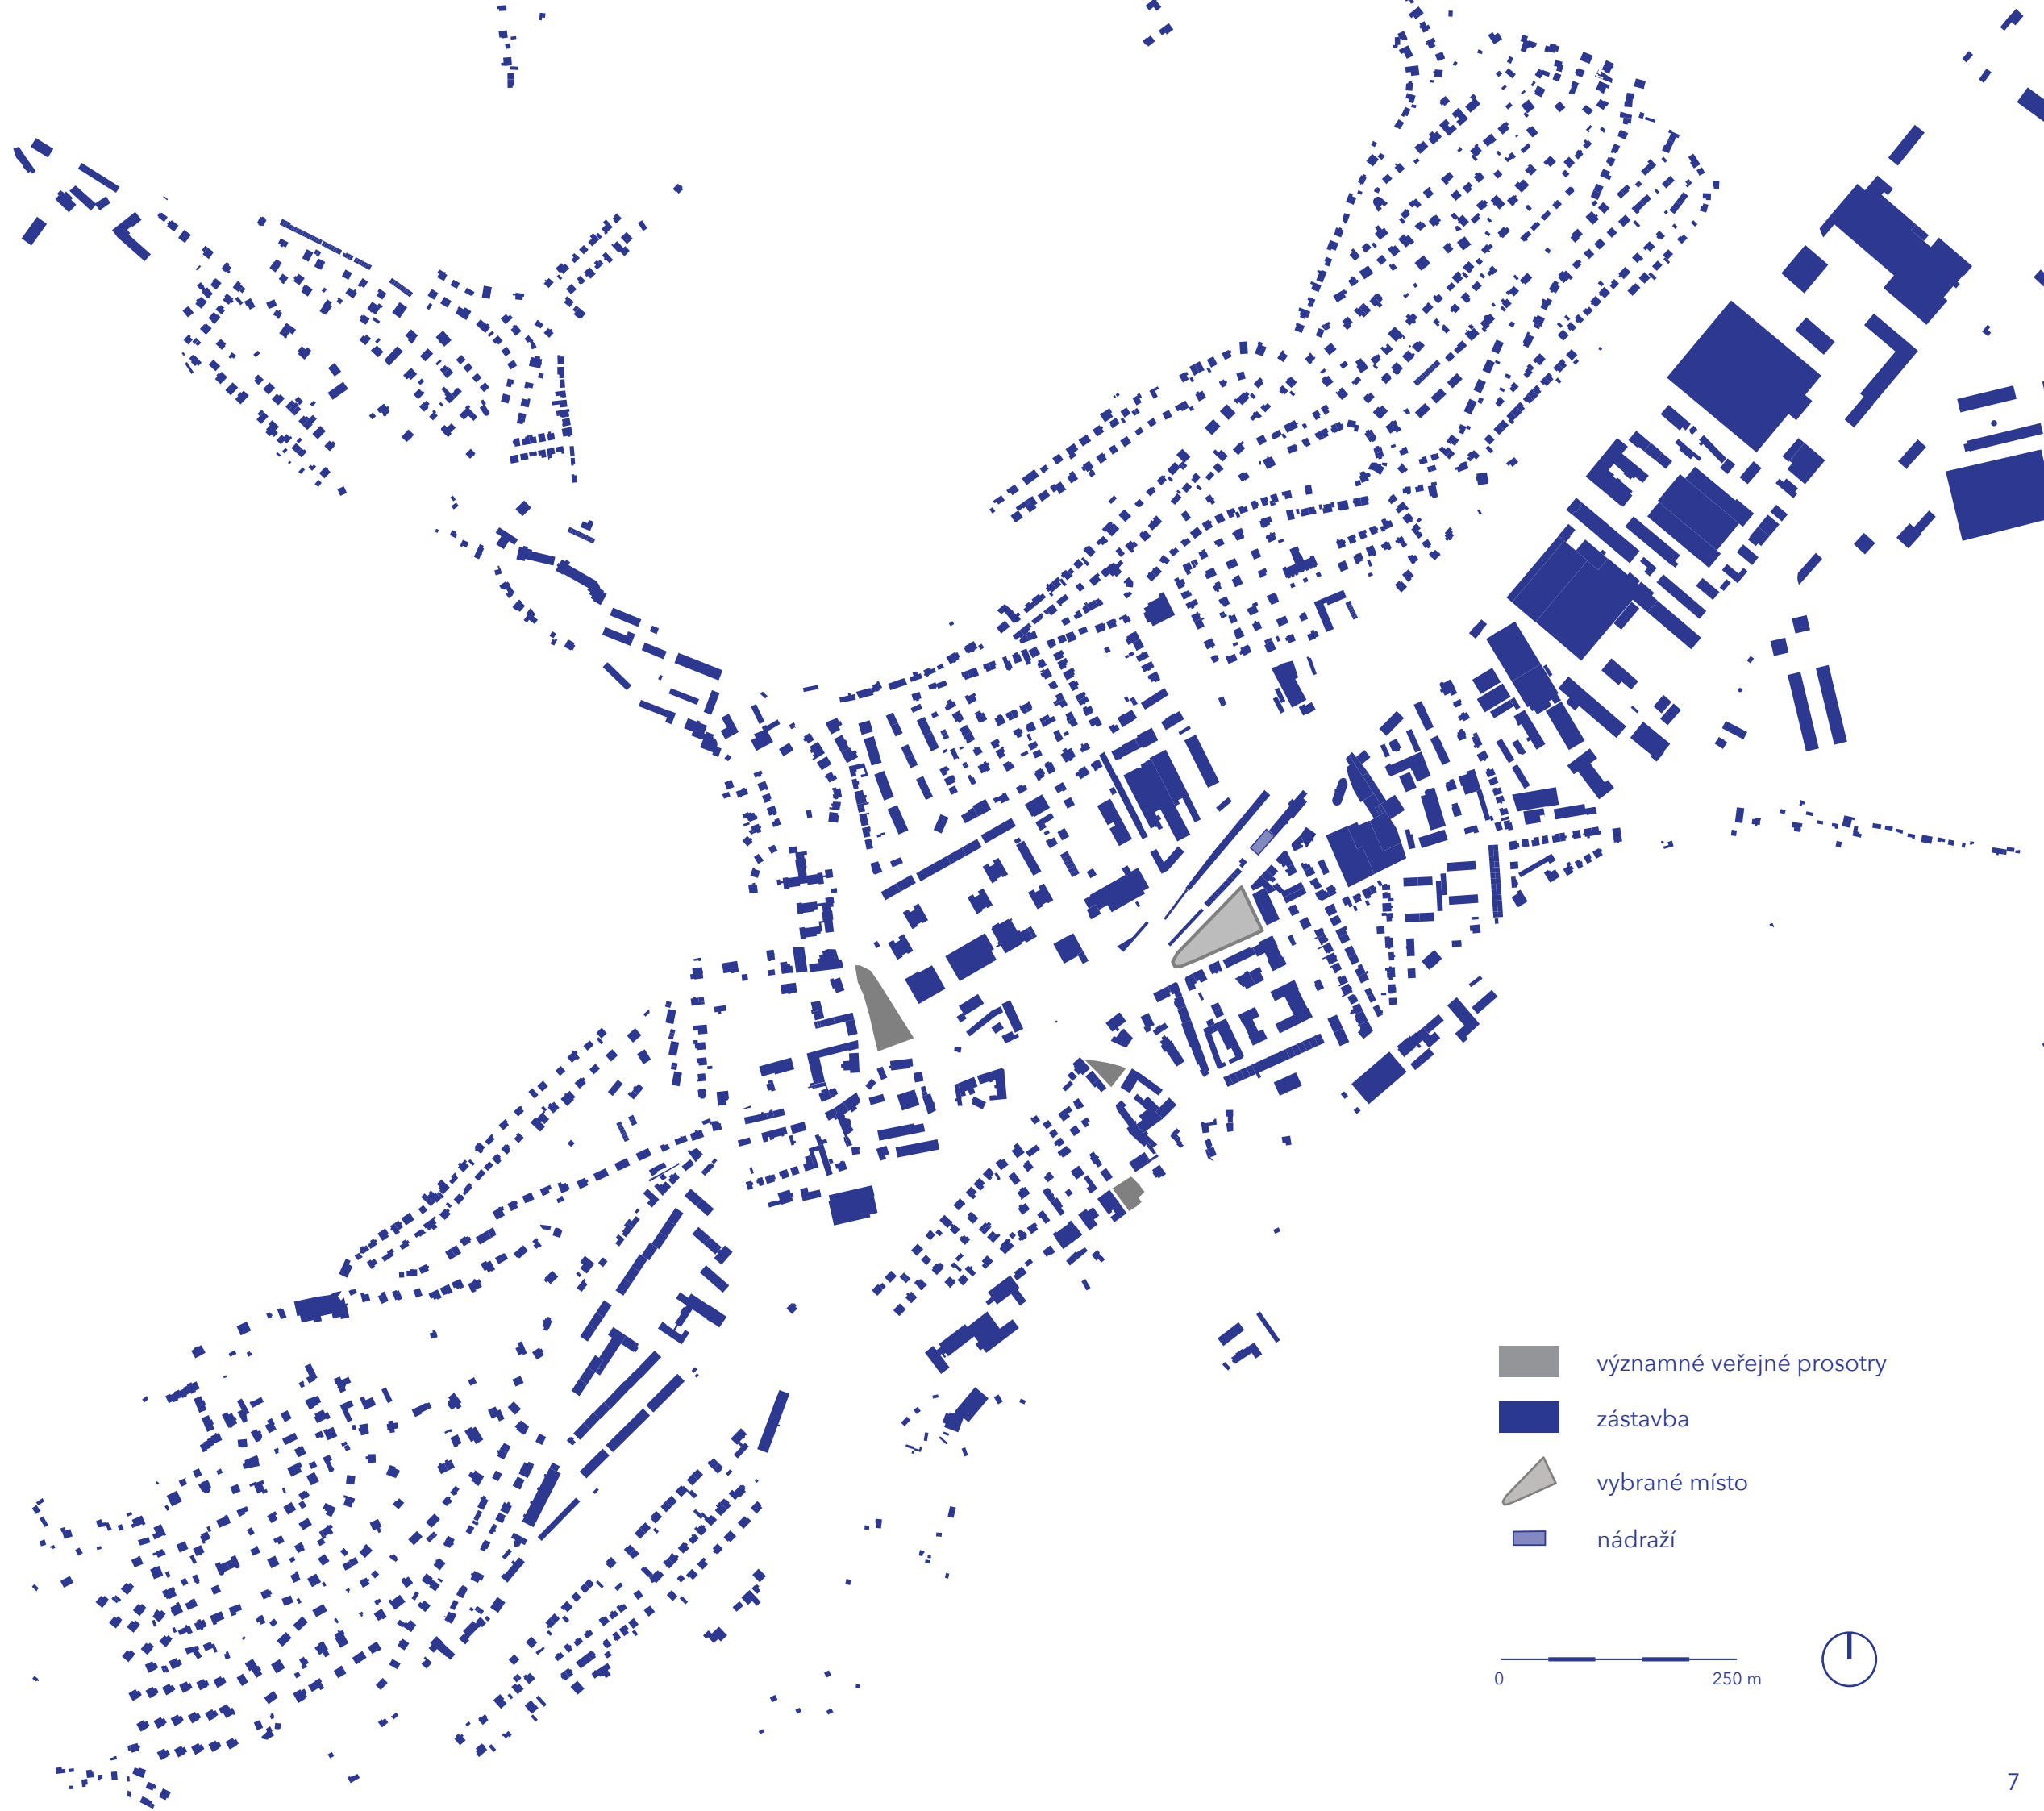 významné veřejné prosotry
zástavba
vybrané místo
nádraží
0 250 m
7